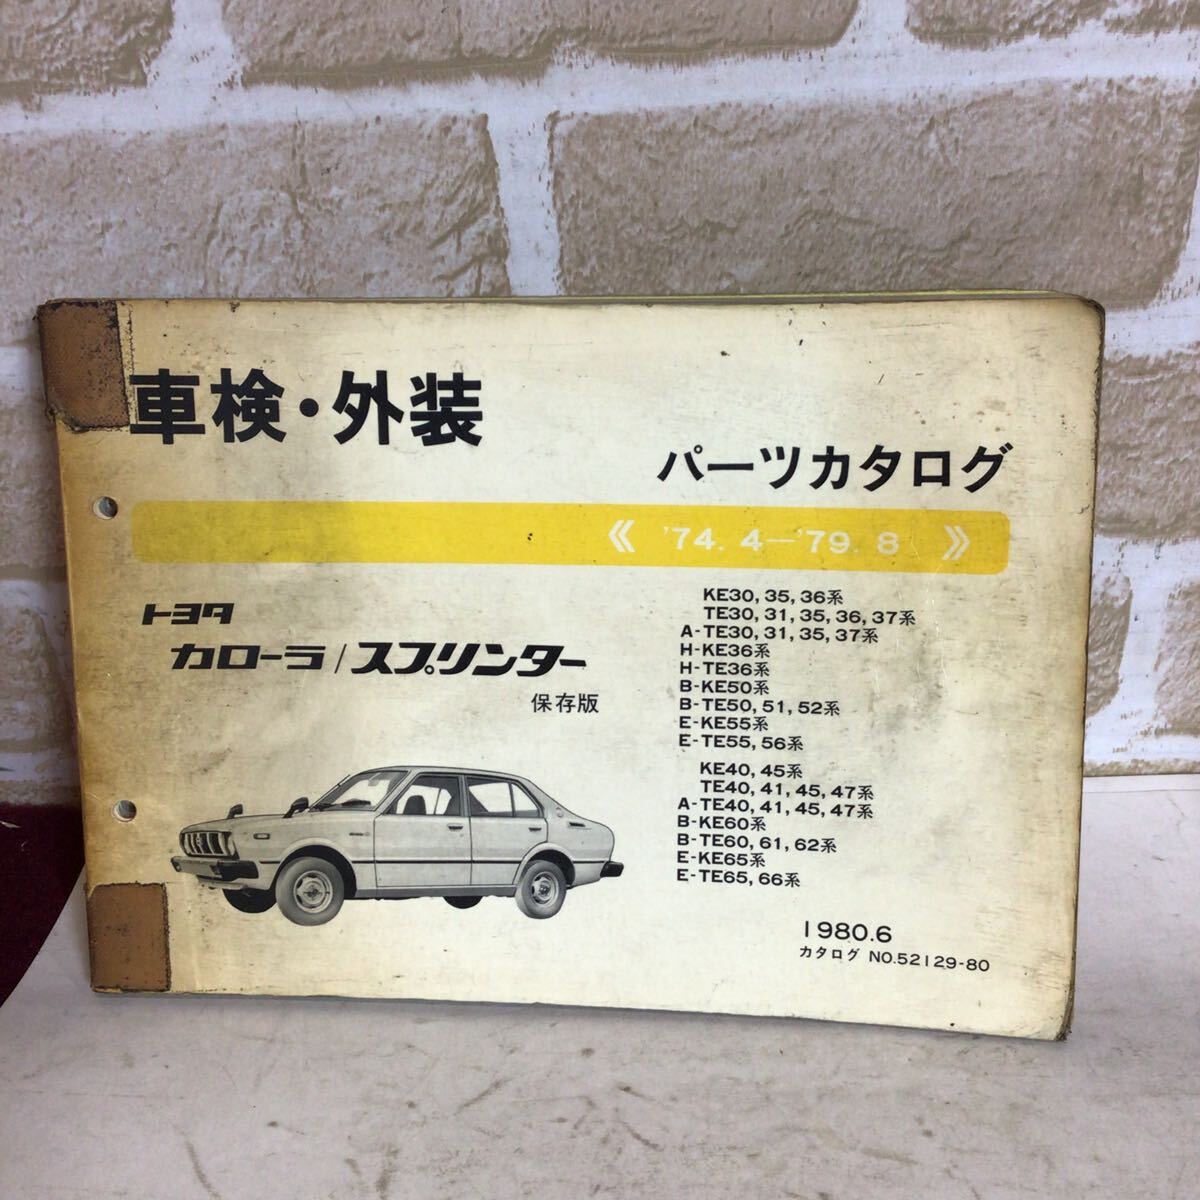 車検・外装
パーツカタログ
《 '74. 4—'79. 8 》
トヨタ
カローラ/スプリンター
保存版
KE30, 35, 36系
TE30, 31, 35, 36, 37系
A-TE30, 31, 35, 37系
H-KE36系
H-TE36系
B-KE50系
B-TE50, 51, 52系
E-KE55系
E-TE55, 56系
KE40, 45系
TE40, 41, 45, 47系
A-TE40, 41, 45, 47系
B-KE60系
B-TE60, 61, 62系
E-KE65系
E-TE65, 66系
1980.6
カタログ NO.52129-80